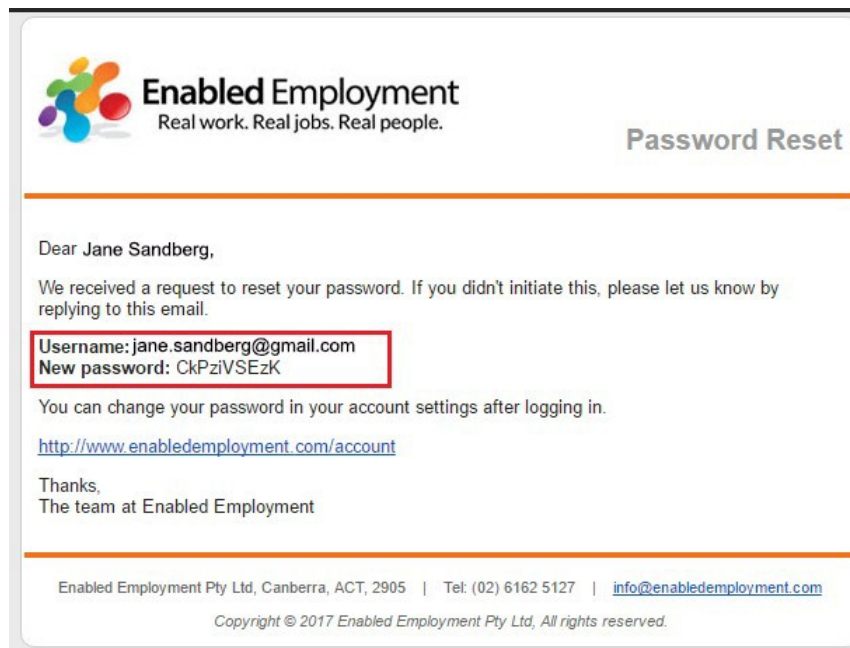 Enabled Employment
Real work. Real jobs. Real people.
Password Reset
Dear Jane Sandberg,
We received a request to reset your password. If you didn't initiate this, please let us know by
replying to this email.
Username: jane.sandberg@gmail.com
New password: CkPziVSEzK
You can change your password in your account settings after logging in.
http://www.enabledemployment.com/account
Thanks,
The team at Enabled Employment
Enabled Employment Pty Ltd, Canberra, ACT, 2905 | Tel: (02) 6162 5127 | info@enabledemployment.com
Copyright © 2017 Enabled Employment Pty Ltd, All rights reserved.